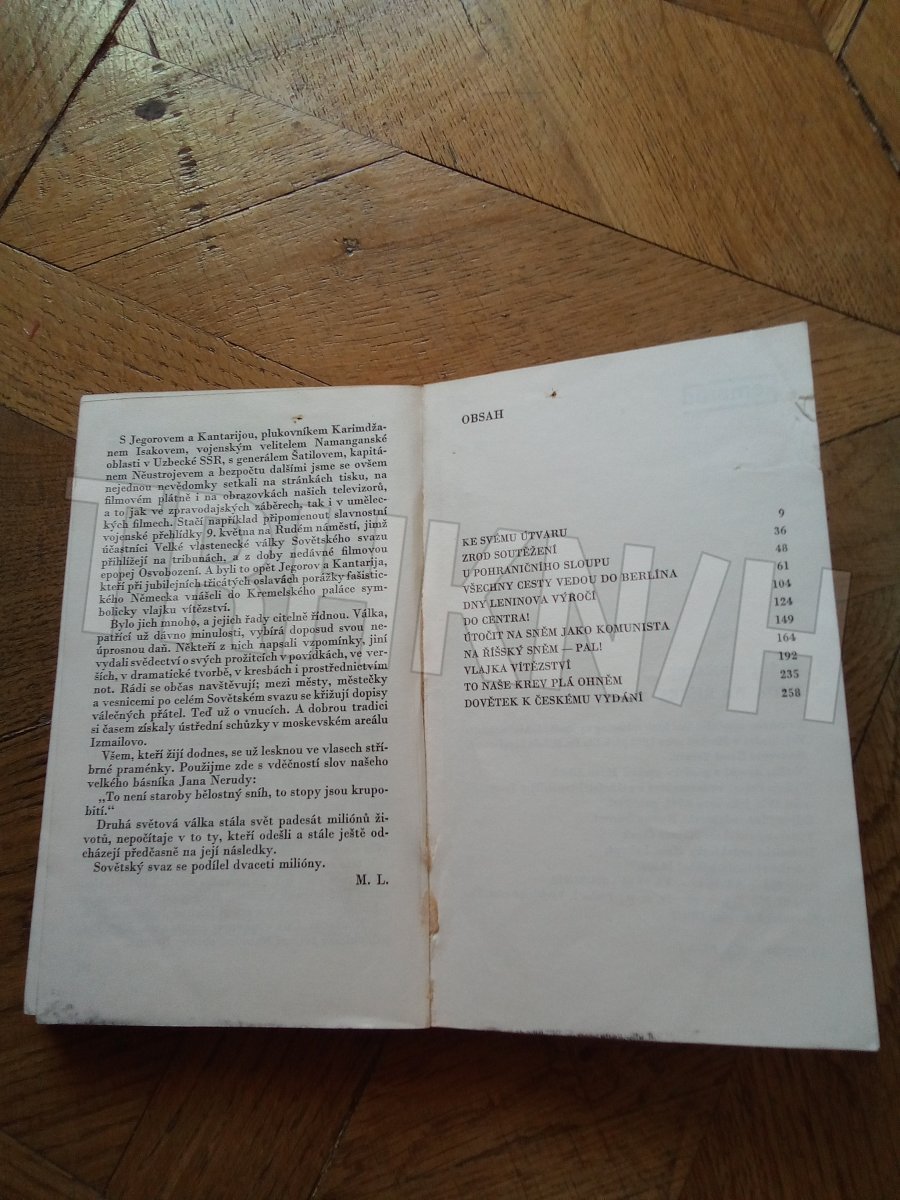 S Jegorovem a Kantarijou, plukovníkem Karimdža-
nem Isakovem, vojenským velitelem Namanganské
oblasti v Uzbecké SSR, s generálem Šatilovem, kapitá-
nem Něustrojevem a bezpočtu dalšími jsme se ovšem
nejednou nevědomky setkali na stránkách tisku, na
filmovém plátně i na obrazovkách našich televizorů,
a to jak ve zpravodajských záběrech, tak i v umělec-
kých filmech. Stačí například připomenout slavnostní
vojenské přehlídky 9. května na Rudém náměstí, jimž
účastníci Velké vlastenecké války Sovětského svazu
přihlížejí na tribunách, a z doby nedávné filmovou
epopej Osvobození. A byli to opět Jegorov a Kantarija,
kteří při jubilejních třicátých oslavách porážky fašistic-
kého Německa vnášeli do Kremelského paláce sym-
bolicky vlajku vítězství.
Bylo jich mnoho, a jejich řady citelně řídnou. Válka,
patřící už dávno minulosti, vybírá doposud svou ne-
úprosnou daň. Někteří z nich napsali vzpomínky, jiní
vydali svědectví o svých prožitcích v povídkách, ve ver-
ších, v dramatické tvorbě, v kresbách i prostřednictvím
not. Rádi se občas navštěvují; mezi městy, městečky
a vesnicemi po celém Sovětském svazu se křižují dopisy
válečných přátel. Teď už o vnucích. A dobrou tradicí
si časem získaly ústřední schůzky v moskevském areálu
Izmailovo.
Všem, kteří žijí dodnes, se už lesknou ve vlasech stří-
brné praménky. Použijme zde s vděčností slov našeho
velkého básníka Jana Nerudy:
„To není staroby bělostný sníh, to stopy jsou krupo-
bití.“
Druhá světová válka stála svět padesát miliónů ži-
votů, nepočítaje v to ty, kteří odešli a stále ještě od-
cházejí předčasně na její následky.
Sovětský svaz se podílel dvaceti milióny.
M. L.
OBSAH
KE SVÉMU ÚTVARU 9
ZROD SOUTĚŽENÍ 36
U POHRANIČNÍHO SLOUPU 48
VŠECHNY CESTY VEDOU DO BERLÍNA 61
DNY LENINOVA VÝROČÍ 104
DO CENTRA! 124
ÚTOČIT NA SNĚM JAKO KOMUNISTA 149
NA ŘÍŠSKÝ SNĚM — PAL! 164
VLAJKA VÍTĚZSTVÍ 192
TO NAŠE KREV PLÁ OHNĚM 235
DOVĚTEK K ČESKÉMU VYDÁNÍ 258